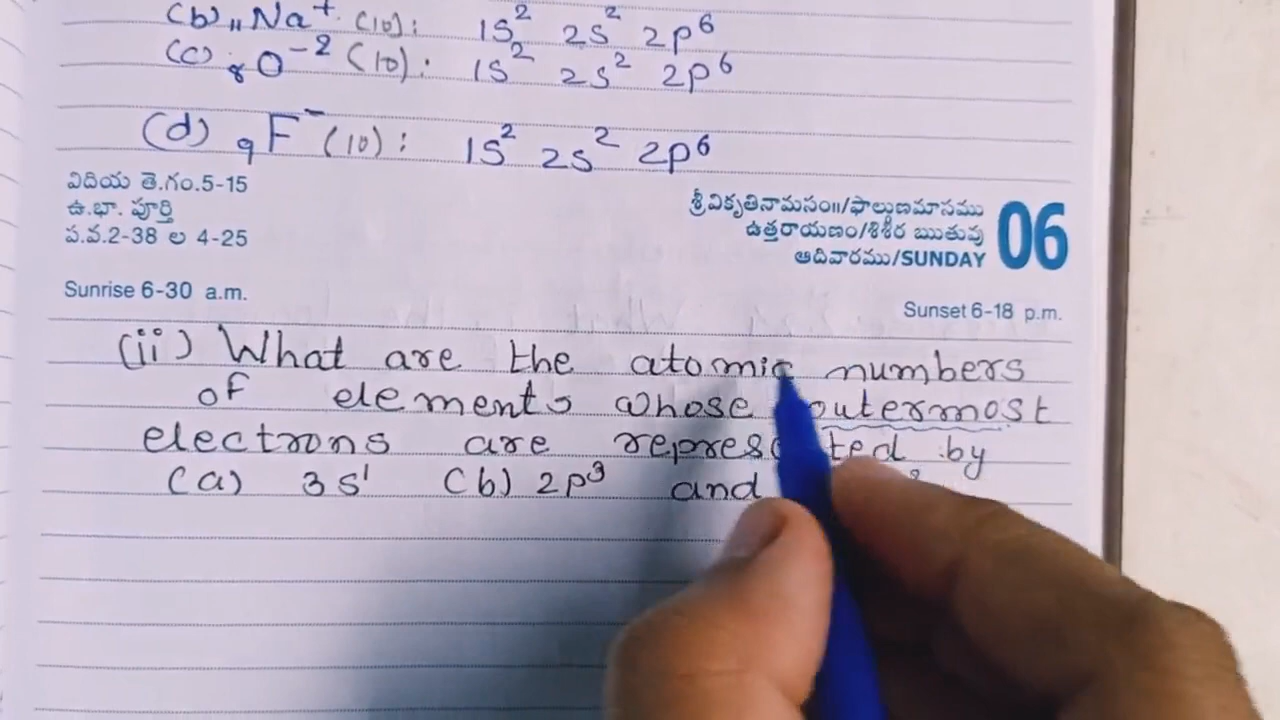 (b) ₁₁Na⁺ (10): 1s² 2s² 2p⁶
(c) ₈O⁻² (10): 1s² 2s² 2p⁶
(d) ₉F⁻ (10): 1s² 2s² 2p⁶
విదియ తె.గం.5-15
ఉ.భా. పూర్తి
ప.వ.2-38 ల 4-25
శ్రీవికృతినామసం॥/ఫాల్గుణమాసము
ఉత్తరాయణం/శిశిర ఋతువు
ఆదివారము/SUNDAY
06
Sunrise 6-30 a.m.
Sunset 6-18 p.m.
(ii) What are the atomic numbers
of elements whose outermost
electrons are by
(a) 3s¹ (b) 2p³ and